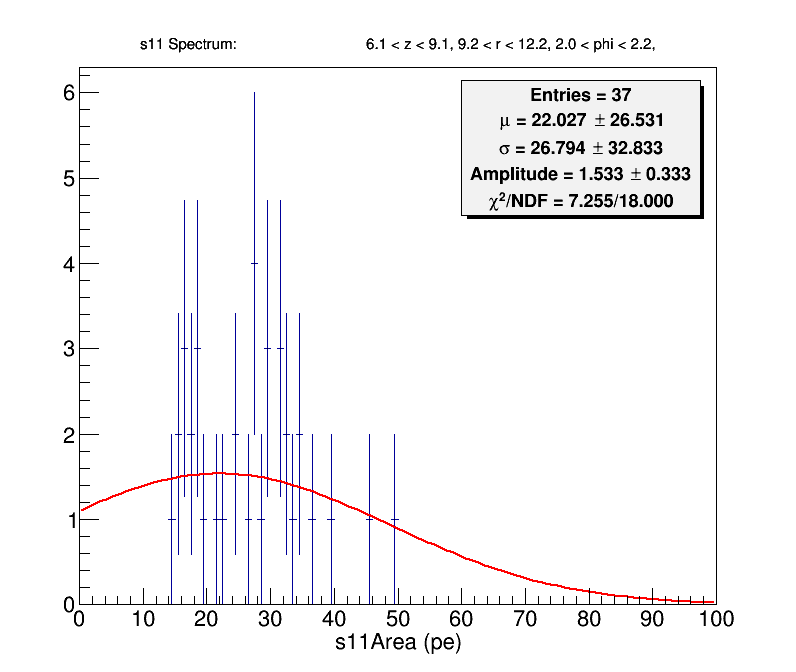 s11 Spectrum: 6.1 < z < 9.1, 9.2 < r < 12.2, 2.0 < phi < 2.2,
Entries = 37
μ = 22.027 ± 26.531
σ = 26.794 ± 32.833
Amplitude = 1.533 ± 0.333
χ²/NDF = 7.255/18.000
6
5
4
3
2
1
0
0 10 20 30 40 50 60 70 80 90 100
s11Area (pe)